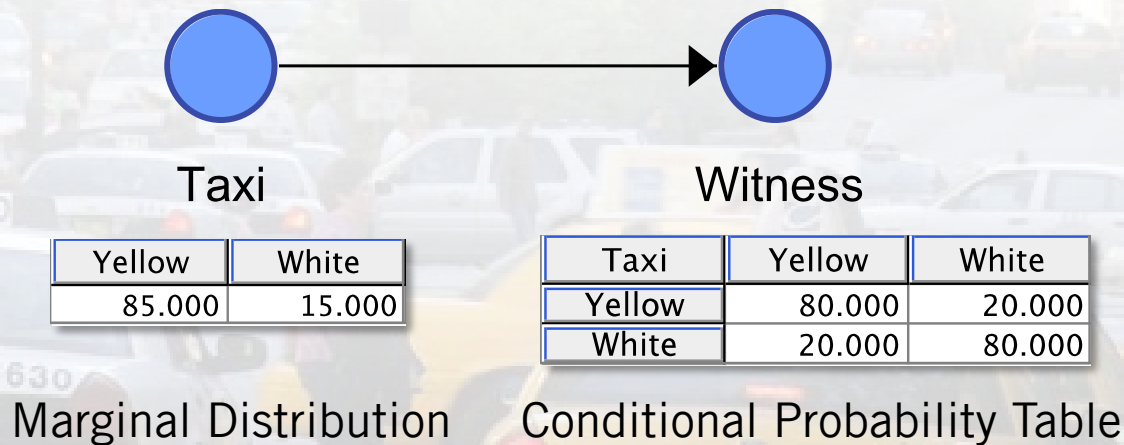 Taxi Witness
Yellow White
85.000 15.000
Taxi Yellow White
Yellow 80.000 20.000
White 20.000 80.000
630
Marginal Distribution Conditional Probability Table